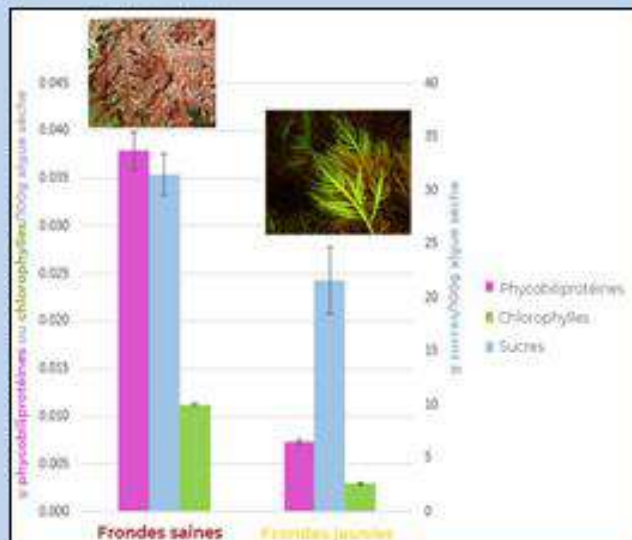 0.045
0.040
0.035
0.030
0.025
0.020
0.015
0.010
0.005
0.000
g phycobiliprotéines ou chlorophylles/100g algue sèche
40
35
30
25
20
15
10
5
0
g sucres/100g algue sèche
Phycobiliprotéines
Chlorophylles
Sucres
Frondes saines
Frondes jaunies